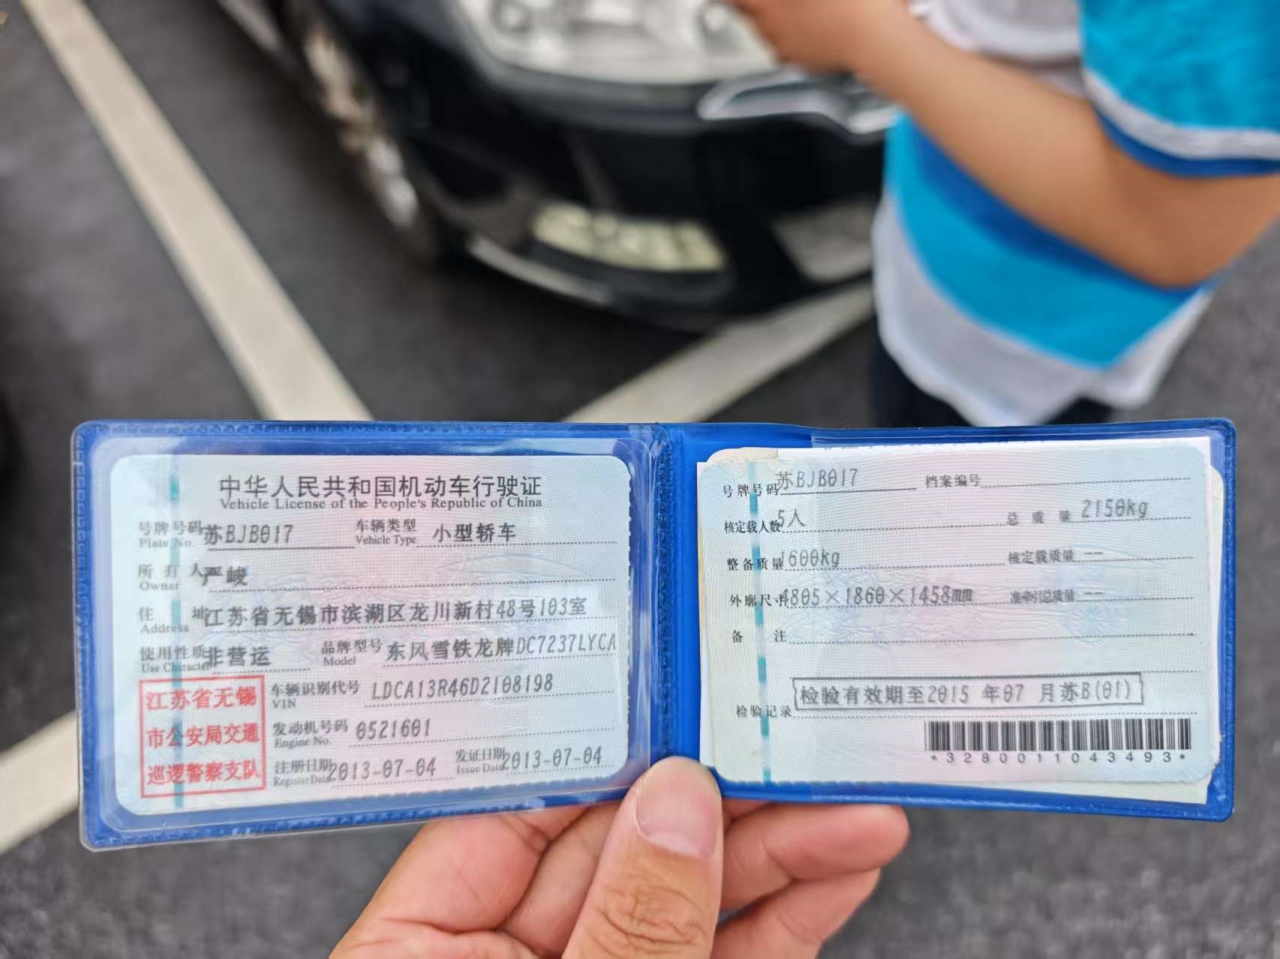 中华人民共和国机动车行驶证
Vehicle License of the People's Republic of China
号牌号码 苏BJB017 车辆类型 小型轿车
Plate No. Vehicle Type
所有人 严峻
Owner
住 址 江苏省无锡市滨湖区龙川新村48号103室
Address
使用性质 非营运 品牌型号 东风雪铁龙牌DC7237LYCA
Use Character Model
江苏省无锡
市公安局交通
巡逻警察支队
车辆识别代号 LDCA13R46D2108198
VIN
发动机号码 0521601
Engine No.
注册日期 2013-07-04 发证日期 2013-07-04
Register Date Issue Date
号牌号码 苏BJB017 档案编号
核定载人数 5人 总 质 量 2150kg
整备质量 1600kg 核定载质量 --
外廓尺寸 4805×1860×1458mm 准牵引总质量 --
备 注
检验记录 检验有效期至2015 年07 月苏B(01)
*3280011043493*